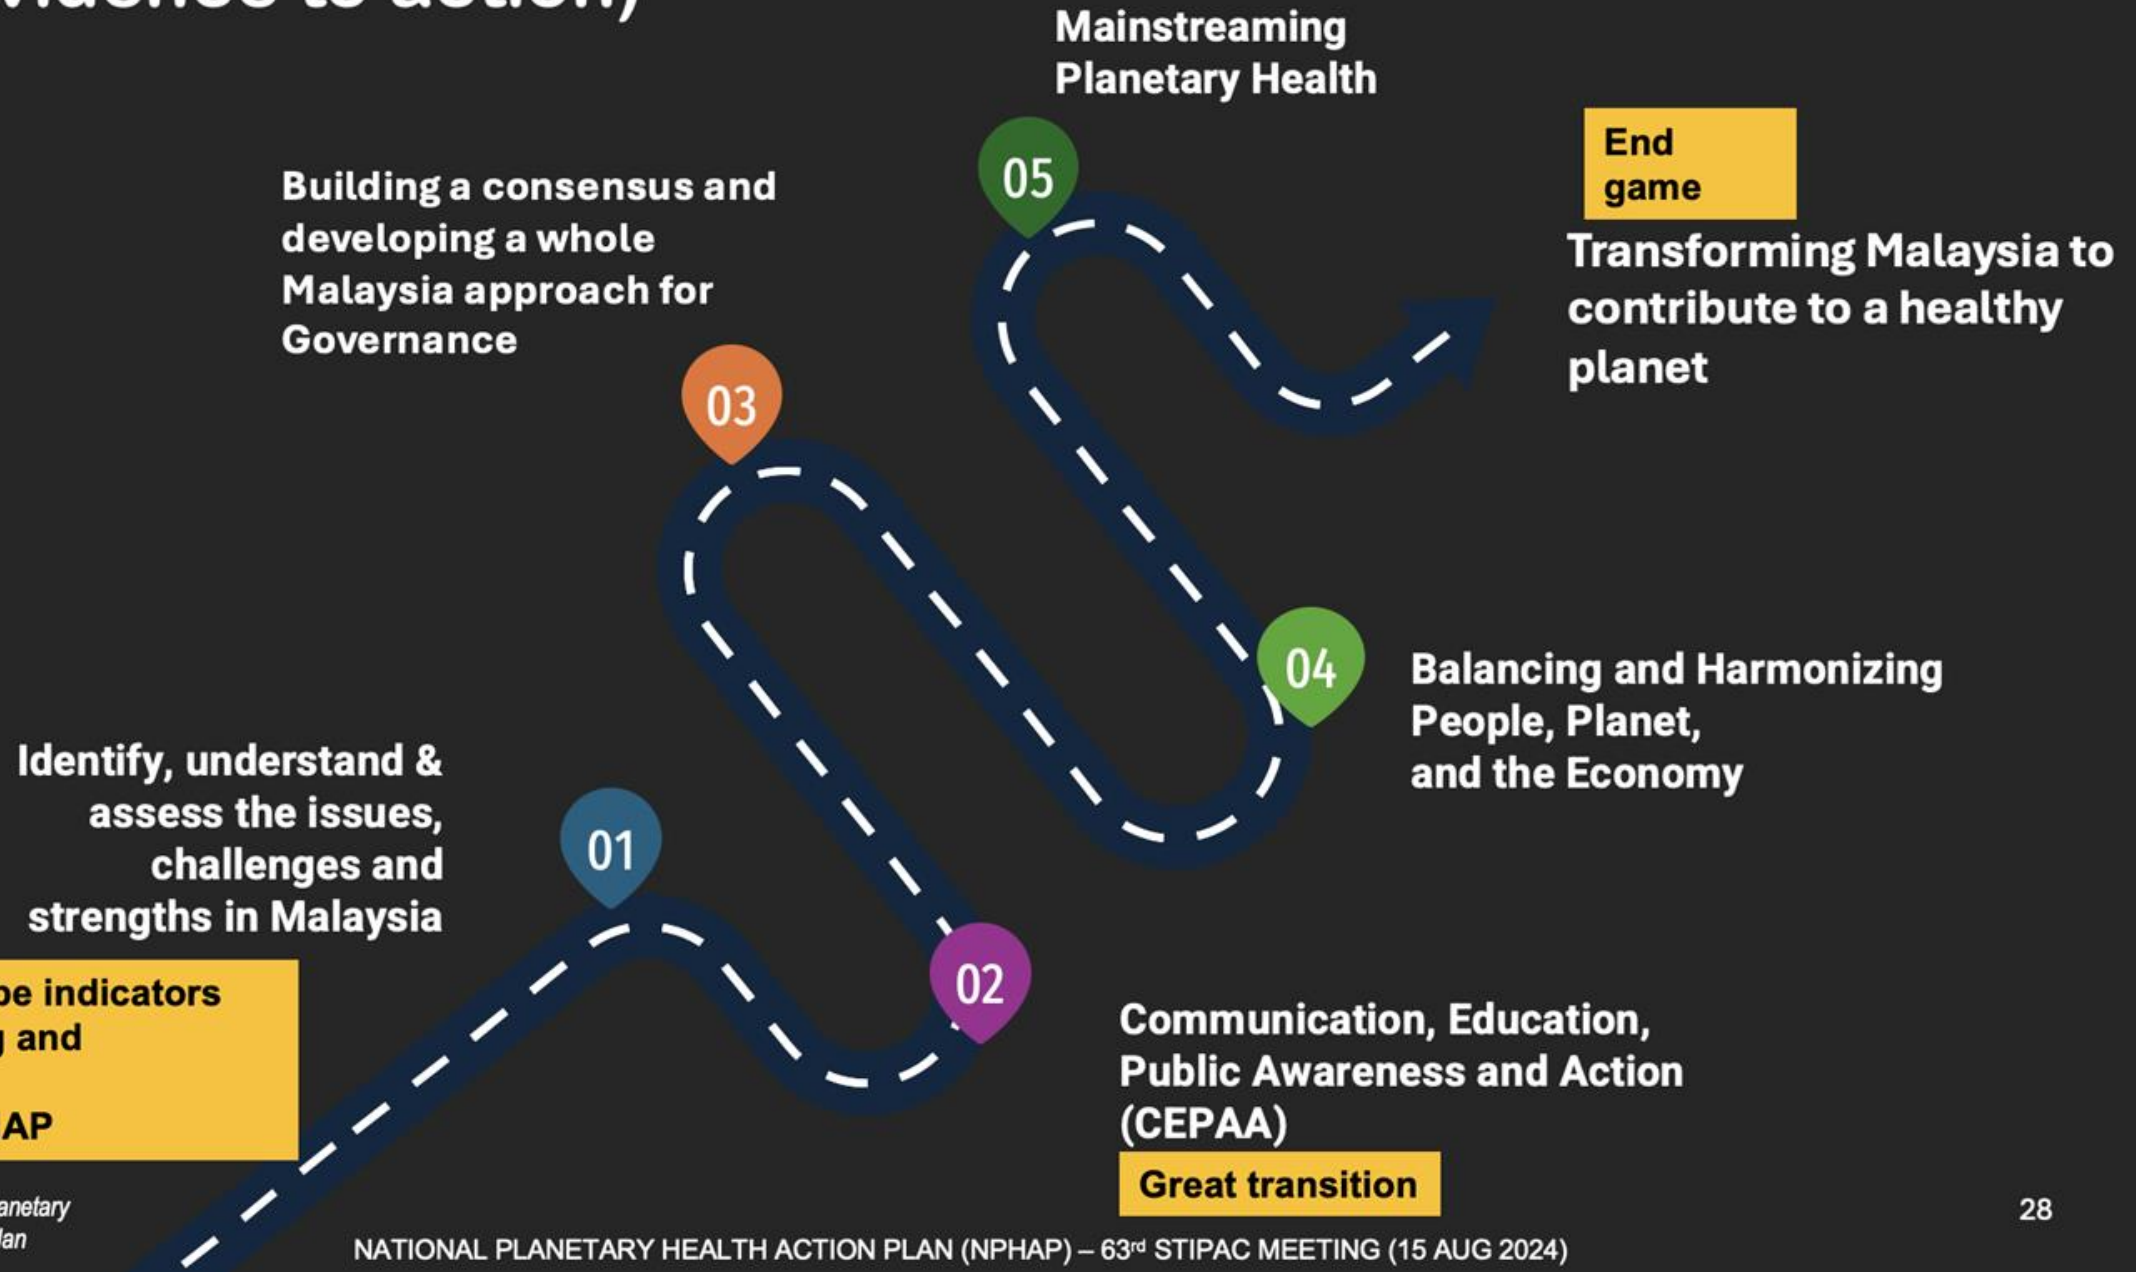 to action)
Mainstreaming
Planetary Health
05
End
game
Transforming Malaysia to
contribute to a healthy
planet
Building a consensus and
developing a whole
Malaysia approach for
Governance
03
04
Balancing and Harmonizing
People, Planet,
and the Economy
Identify, understand &
assess the issues,
challenges and
strengths in Malaysia
01
indicators
and
AP
02
Communication, Education,
Public Awareness and Action
(CEPAA)
Great transition
28
NATIONAL PLANETARY HEALTH ACTION PLAN (NPHAP) – 63rd STIPAC MEETING (15 AUG 2024)